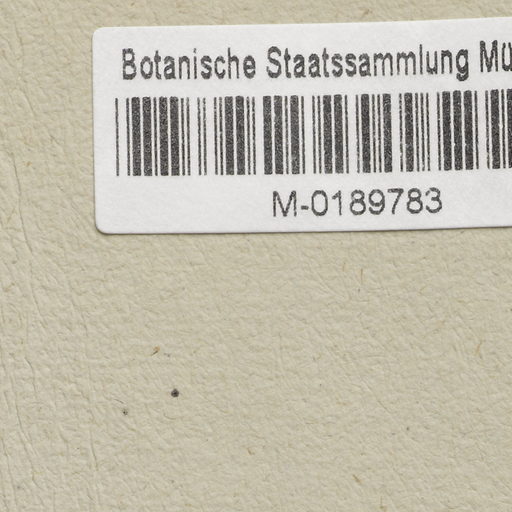 Botanische Staatssammlung Mü
M-0189783